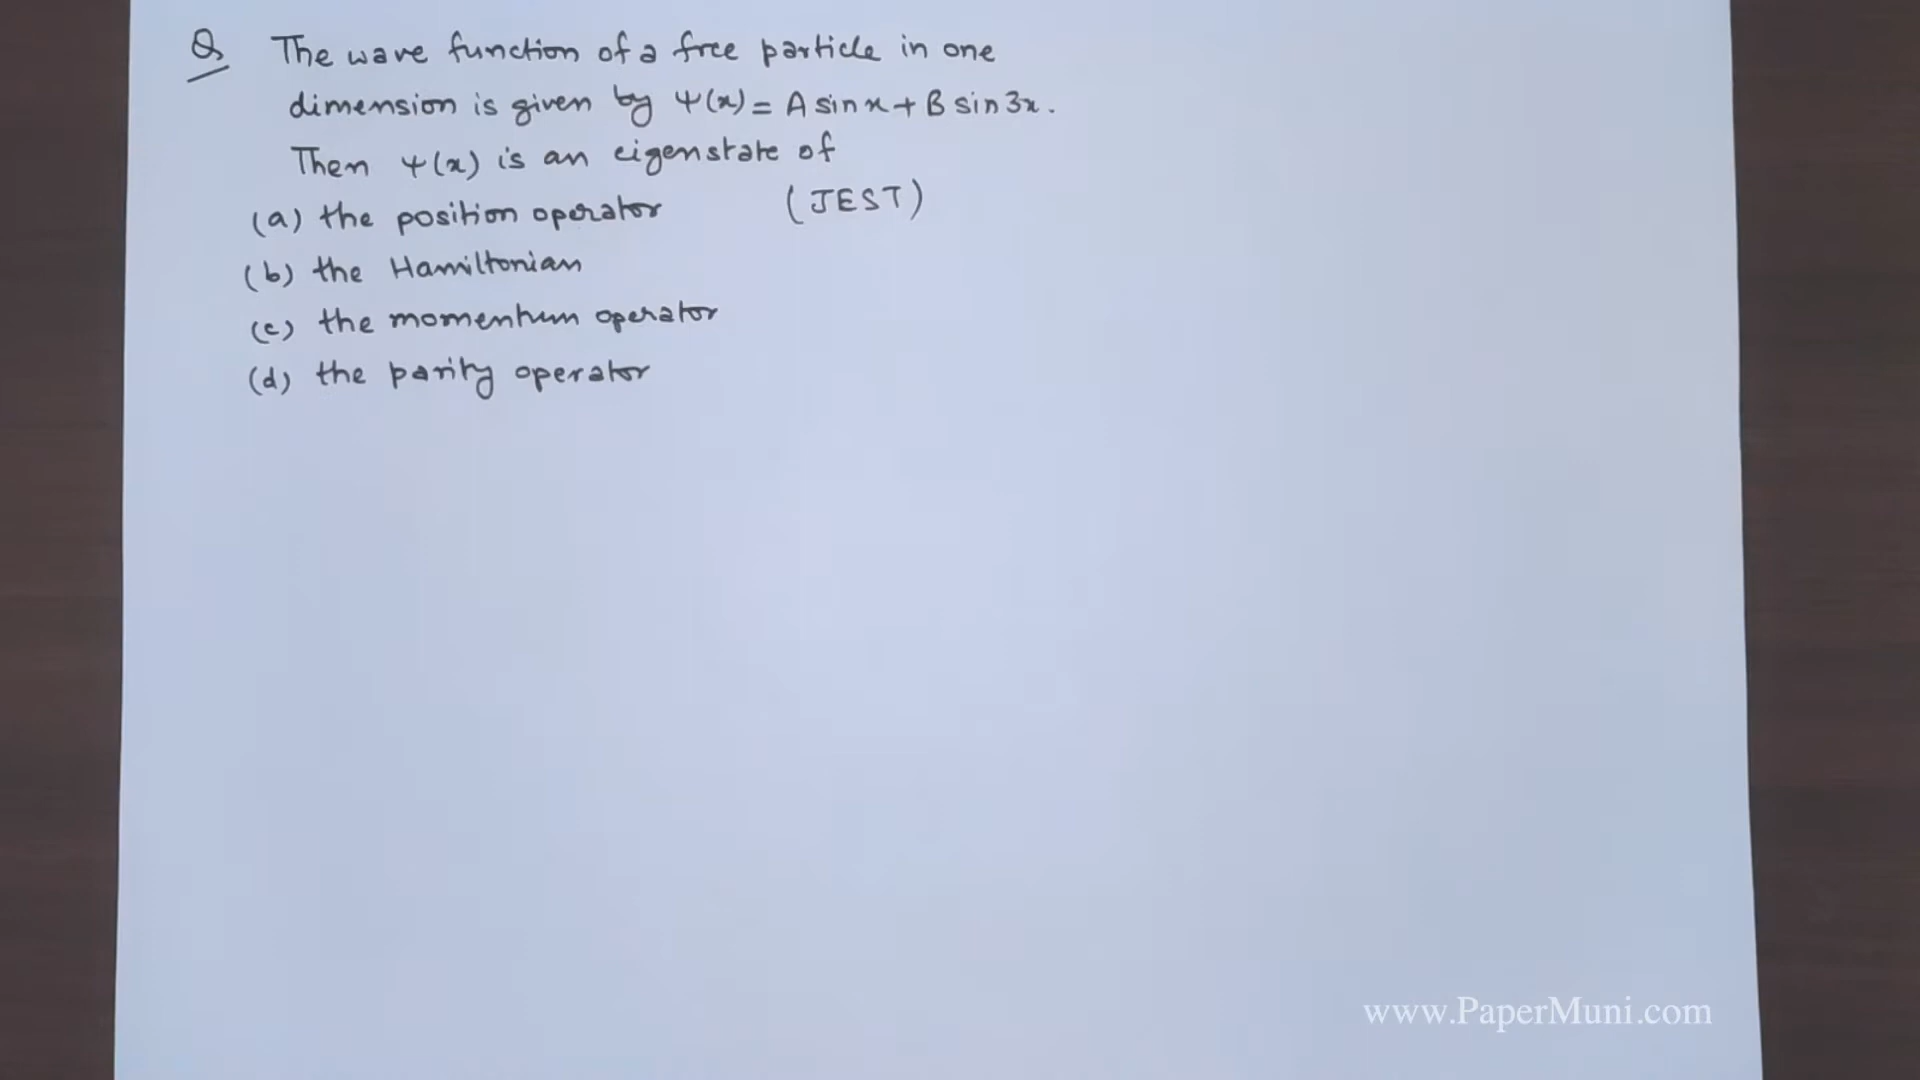 Q The wave function of a free particle in one
dimension is given by ψ(x) = A sin x + B sin 3x.
Then ψ(x) is an eigenstate of
(a) the position operator (JEST)
(b) the Hamiltonian
(c) the momentum operator
(d) the parity operator
www.PaperMuni.com